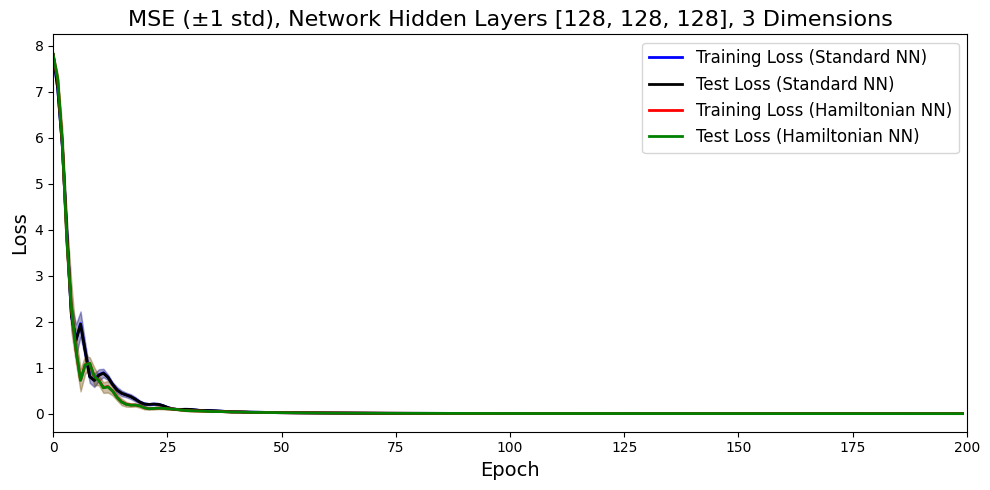 MSE (±1 std), Network Hidden Layers [128, 128, 128], 3 Dimensions
Loss
8
7
6
5
4
3
2
1
0
Training Loss (Standard NN)
Test Loss (Standard NN)
Training Loss (Hamiltonian NN)
Test Loss (Hamiltonian NN)
0 25 50 75 100 125 150 175 200
Epoch